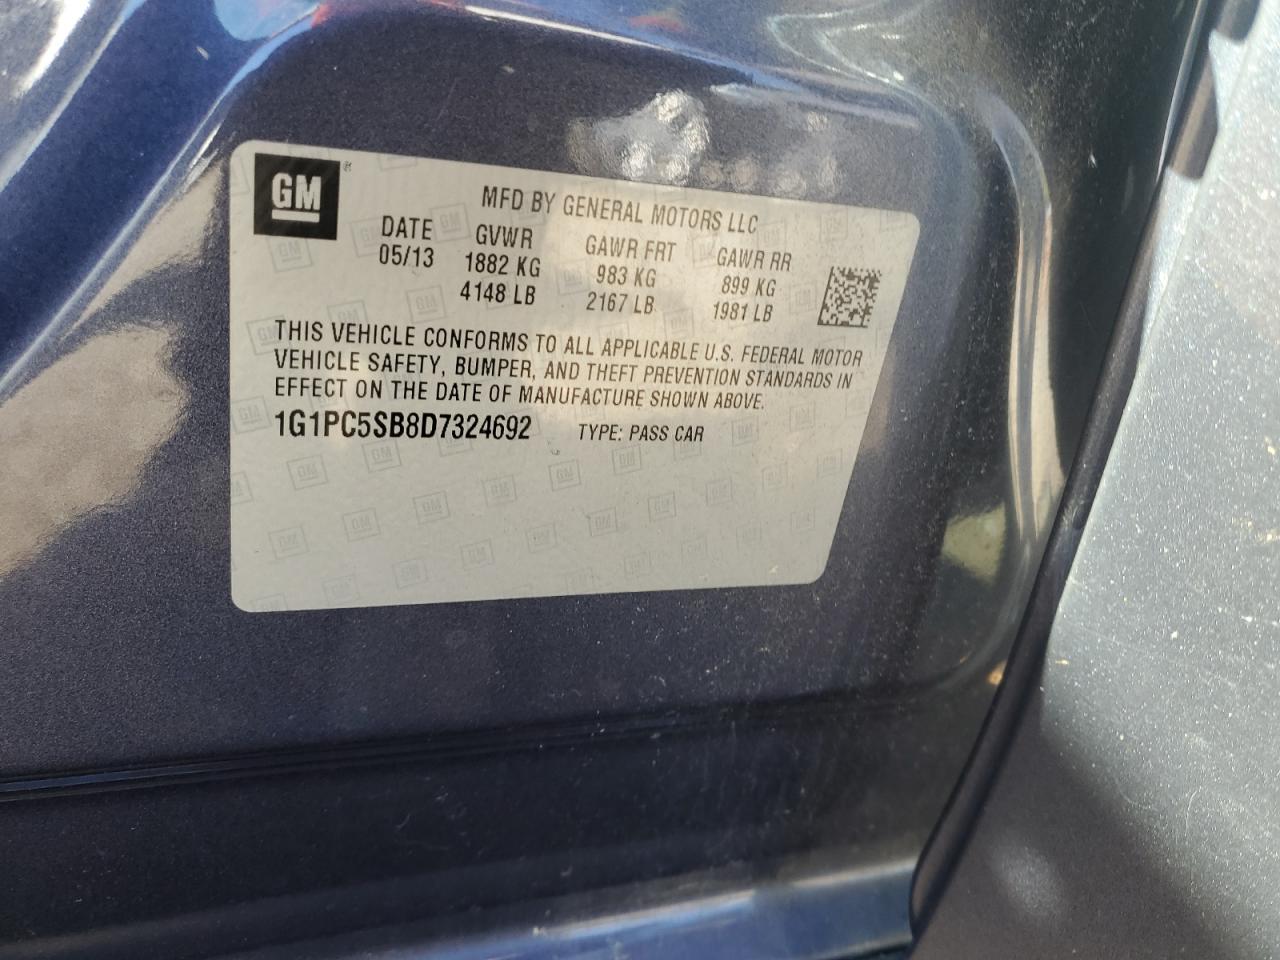 GM
MFD BY GENERAL MOTORS LLC
DATE GVWR GAWR FRT GAWR RR
05/13 1882 KG 983 KG 899 KG
4148 LB 2167 LB 1981 LB
THIS VEHICLE CONFORMS TO ALL APPLICABLE U.S. FEDERAL MOTOR
VEHICLE SAFETY, BUMPER, AND THEFT PREVENTION STANDARDS IN
EFFECT ON THE DATE OF MANUFACTURE SHOWN ABOVE.
1G1PC5SB8D7324692 TYPE: PASS CAR